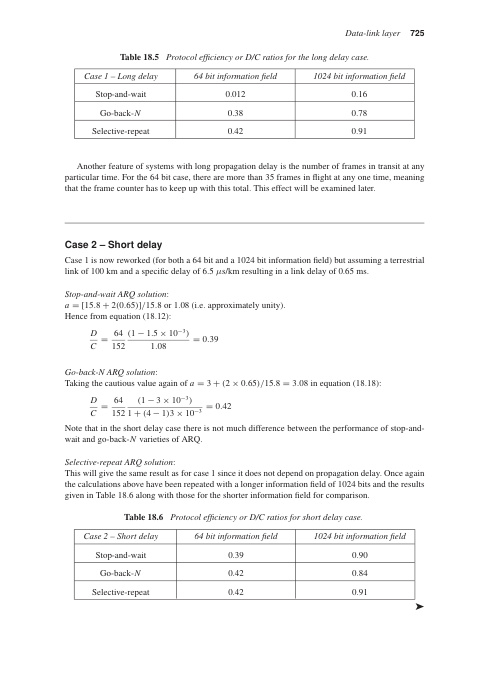 Data-link layer 725
Table 18.5 Protocol efficiency or D/C ratios for the long delay case.
Case 1 – Long delay 64 bit information field 1024 bit information field
Stop-and-wait 0.012 0.16
Go-back-N 0.38 0.78
Selective-repeat 0.42 0.91
Another feature of systems with long propagation delay is the number of frames in transit at any
particular time. For the 64 bit case, there are more than 35 frames in flight at any one time, meaning
that the frame counter has to keep up with this total. This effect will be examined later.
Case 2 – Short delay
Case 1 is now reworked (for both a 64 bit and a 1024 bit information field) but assuming a terrestrial
link of 100 km and a specific delay of 6.5 μs/km resulting in a link delay of 0.65 ms.
Stop-and-wait ARQ solution:
a = [15.8 + 2(0.65)]/15.8 or 1.08 (i.e. approximately unity).
Hence from equation (18.12):
D/C = 64/152 (1 − 1.5 × 10⁻³)/1.08 = 0.39
Go-back-N ARQ solution:
Taking the cautious value again of a = 3 + (2 × 0.65)/15.8 = 3.08 in equation (18.18):
D/C = 64/152 (1 − 3 × 10⁻³)/1 + (4 − 1)3 × 10⁻³ = 0.42
Note that in the short delay case there is not much difference between the performance of stop-and-
wait and go-back-N varieties of ARQ.
Selective-repeat ARQ solution:
This will give the same result as for case 1 since it does not depend on propagation delay. Once again
the calculations above have been repeated with a longer information field of 1024 bits and the results
given in Table 18.6 along with those for the shorter information field for comparison.
Table 18.6 Protocol efficiency or D/C ratios for short delay case.
Case 2 – Short delay 64 bit information field 1024 bit information field
Stop-and-wait 0.39 0.90
Go-back-N 0.42 0.84
Selective-repeat 0.42 0.91